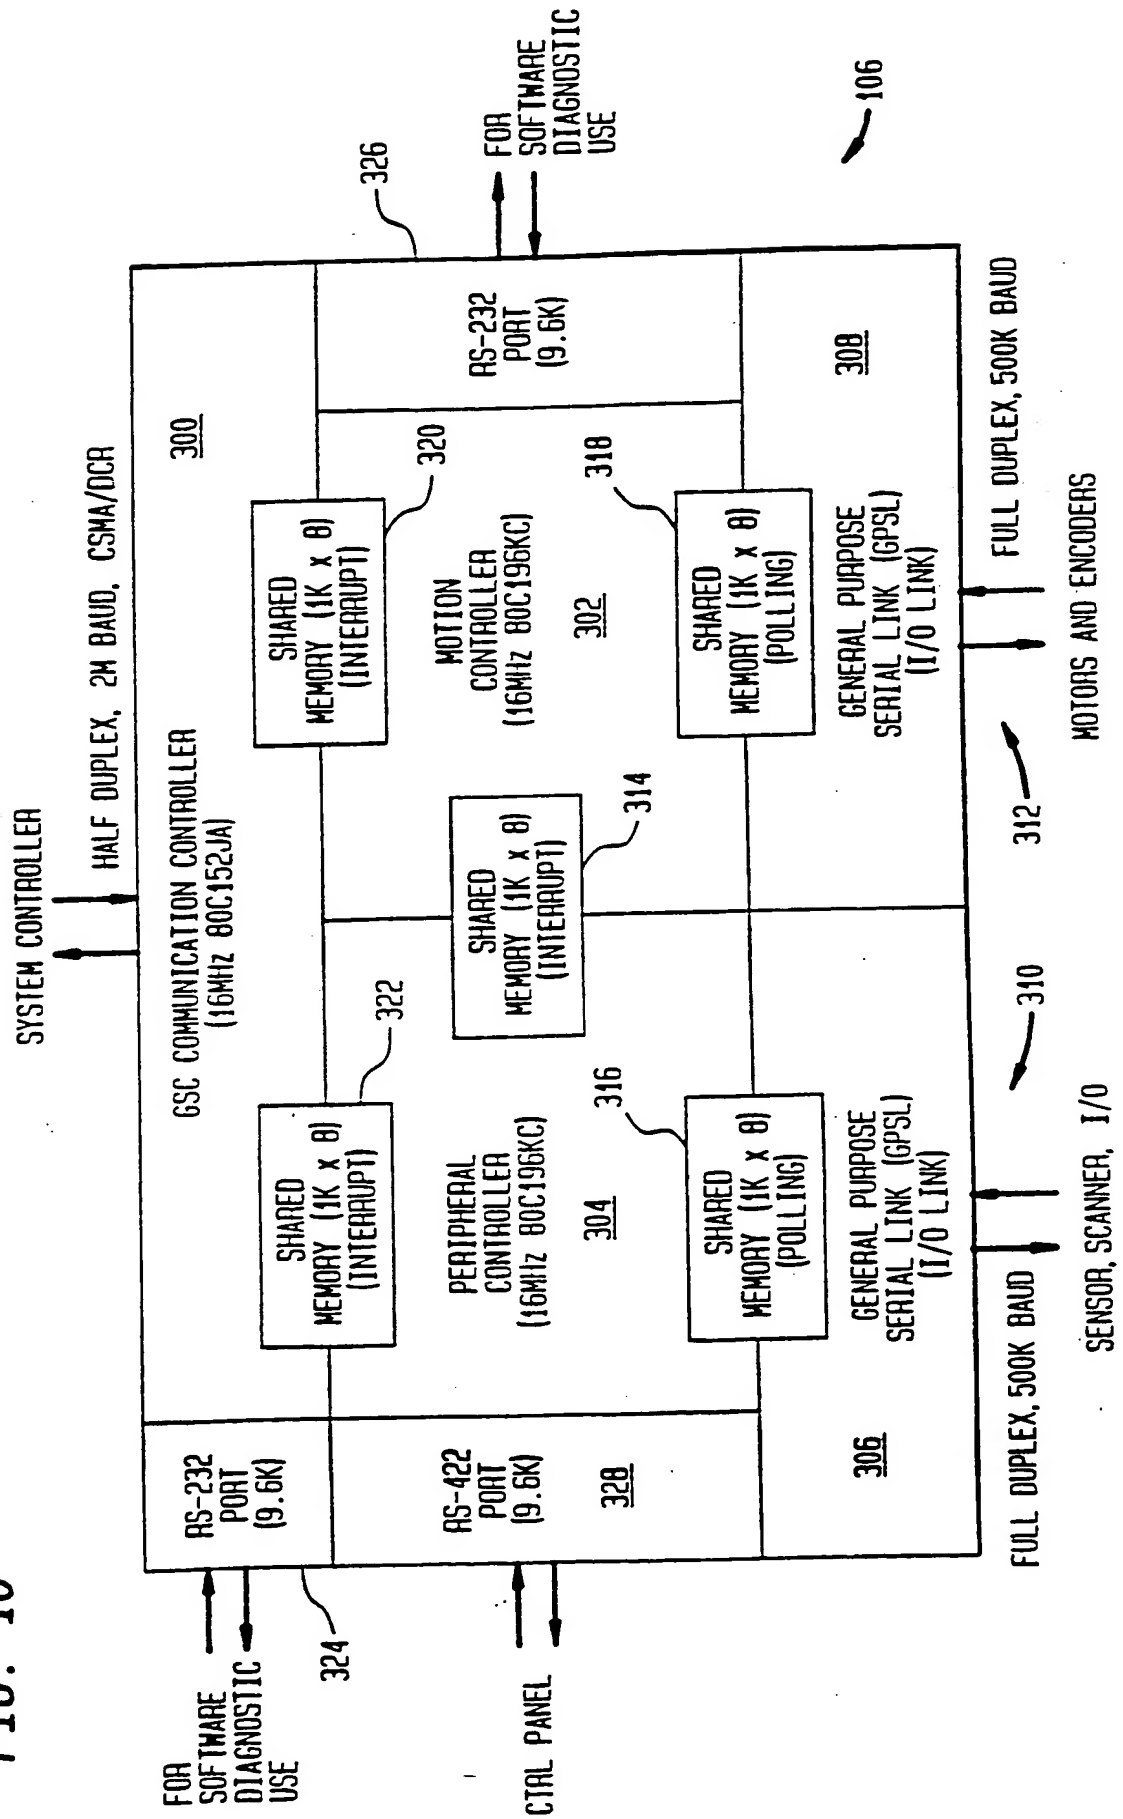 FIG.
SYSTEM CONTROLLER
HALF DUPLEX, 2M BAUD, CSMA/DCR
GSC COMMUNICATION CONTROLLER
(16MHz 80C152JA)
300
FOR
SOFTWARE
DIAGNOSTIC
USE
RS-232
PORT
(9.6K)
324
SHARED
MEMORY (1K x 8)
(INTERRUPT)
322
SHARED
MEMORY (1K x 8)
(INTERRUPT)
320
326
CTRL PANEL
RS-422
PORT
(9.6K)
328
PERIPHERAL
CONTROLLER
(16MHz 80C196KC)
304
SHARED
MEMORY (1K x 8)
(INTERRUPT)
314
MOTION
CONTROLLER
(16MHz 80C196KC)
302
RS-232
PORT
(9.6K)
FOR
SOFTWARE
DIAGNOSTIC
USE
316
SHARED
MEMORY (1K x 8)
(POLLING)
318
SHARED
MEMORY (1K x 8)
(POLLING)
306
GENERAL PURPOSE
SERIAL LINK (GPSL)
(I/O LINK)
GENERAL PURPOSE
SERIAL LINK (GPSL)
(I/O LINK)
308
106
FULL DUPLEX, 500K BAUD
310
312
FULL DUPLEX, 500K BAUD
SENSOR, SCANNER, I/O
MOTORS AND ENCODERS